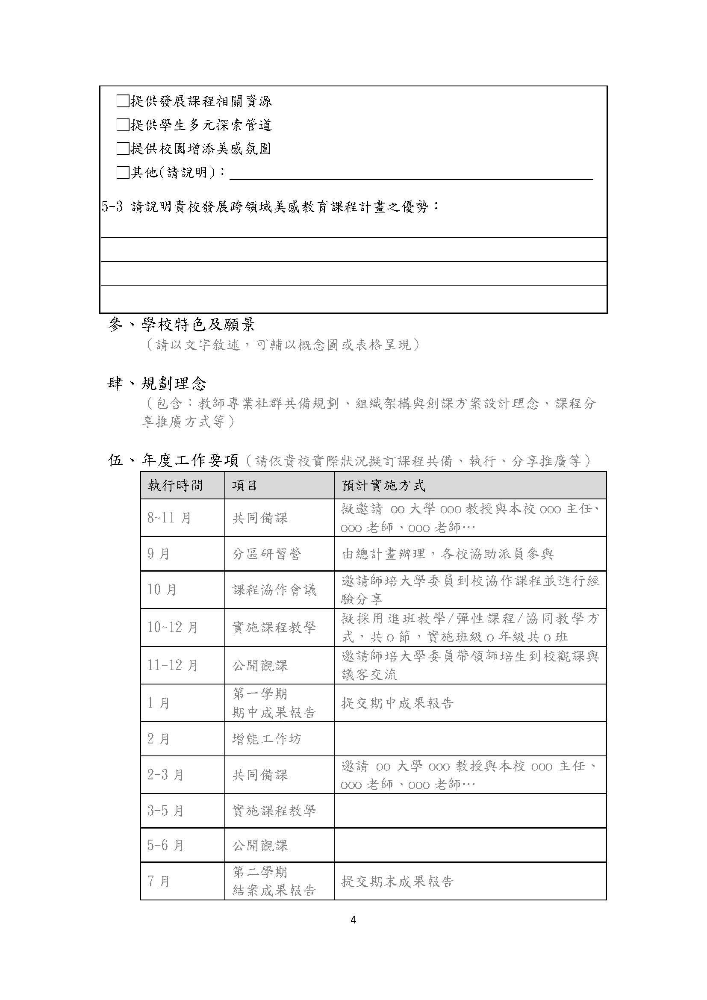 □提供發展課程相關資源
□提供學生多元探索管道
□提供校園增添美感氛圍
□其他(請說明)：
5-3 請說明貴校發展跨領域美感教育課程計畫之優勢：
參、學校特色及願景
（請以文字敘述，可輔以概念圖或表格呈現）
肆、規劃理念
（包含：教師專業社群共備規劃、組織架構與創課方案設計理念、課程分
享推廣方式等）
伍、年度工作要項（請依貴校實際狀況擬訂課程共備、執行、分享推廣等）
執行時間 項目 預計實施方式
8~11 月 共同備課 擬邀請 oo 大學 ooo 教授與本校 ooo 主任、
ooo 老師、ooo 老師…
9 月 分區研習營 由總計畫辦理，各校協助派員參與
10 月 課程協作會議 邀請師培大學委員到校協作課程並進行經
驗分享
10~12 月 實施課程教學 擬採用進班教學/彈性課程/協同教學方
式，共 o 節，實施班級 o 年級共 o 班
11-12 月 公開觀課 邀請師培大學委員帶領師培生到校觀課與
議客交流
1 月 第一學期
期中成果報告 提交期中成果報告
2 月 增能工作坊
2-3 月 共同備課 邀請 oo 大學 ooo 教授與本校 ooo 主任、
ooo 老師、ooo 老師…
3-5 月 實施課程教學
5-6 月 公開觀課
7 月 第二學期
結案成果報告 提交期末成果報告
4